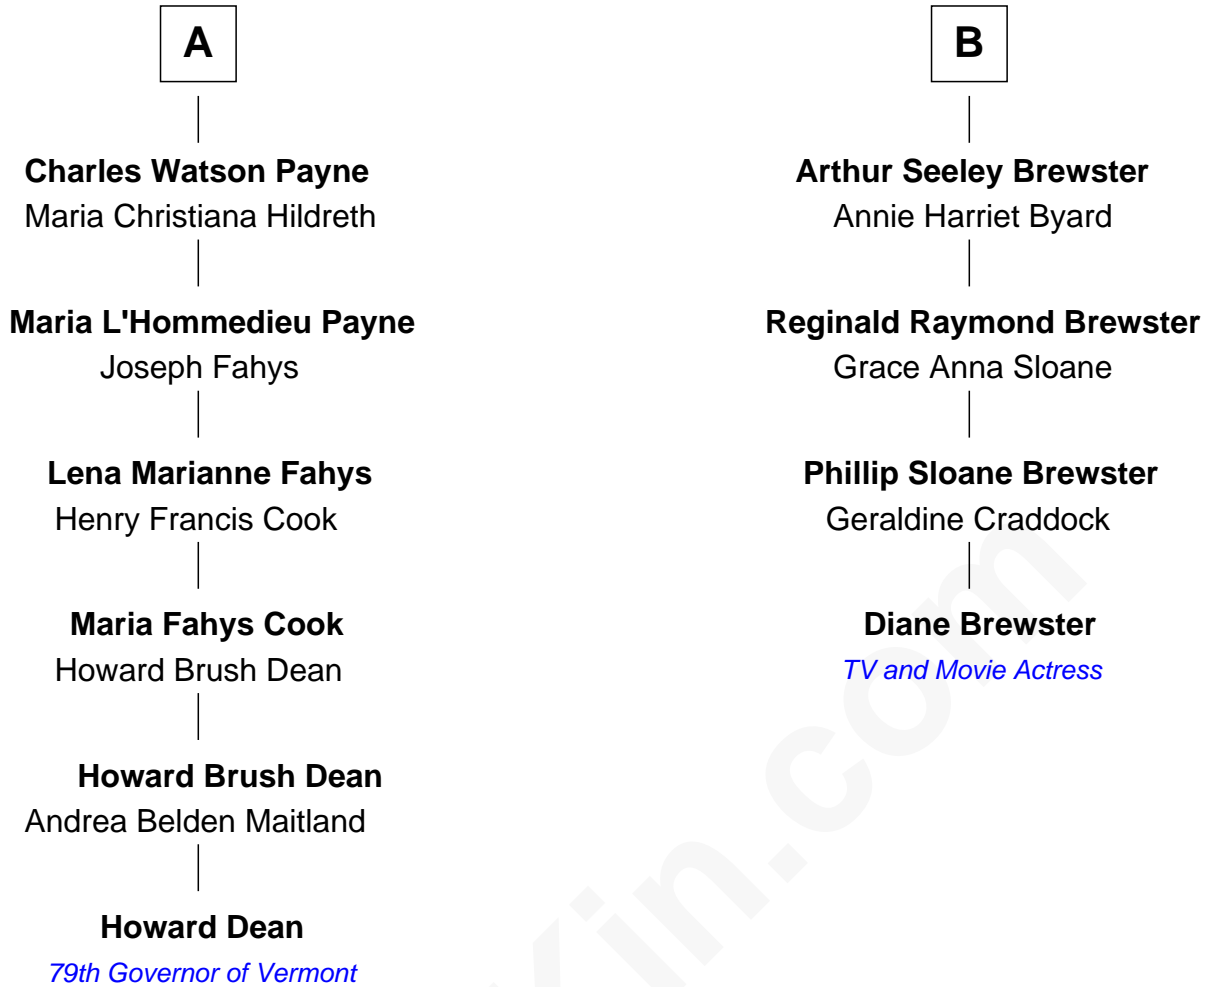 A
Charles Watson Payne
Maria Christiana Hildreth
Maria L'Hommedieu Payne
Joseph Fahys
Lena Marianne Fahys
Henry Francis Cook
Maria Fahys Cook
Howard Brush Dean
Howard Brush Dean
Andrea Belden Maitland
Howard Dean
79th Governor of Vermont
B
Arthur Seeley Brewster
Annie Harriet Byard
Reginald Raymond Brewster
Grace Anna Sloane
Phillip Sloane Brewster
Geraldine Craddock
Diane Brewster
TV and Movie Actress
Kin.com